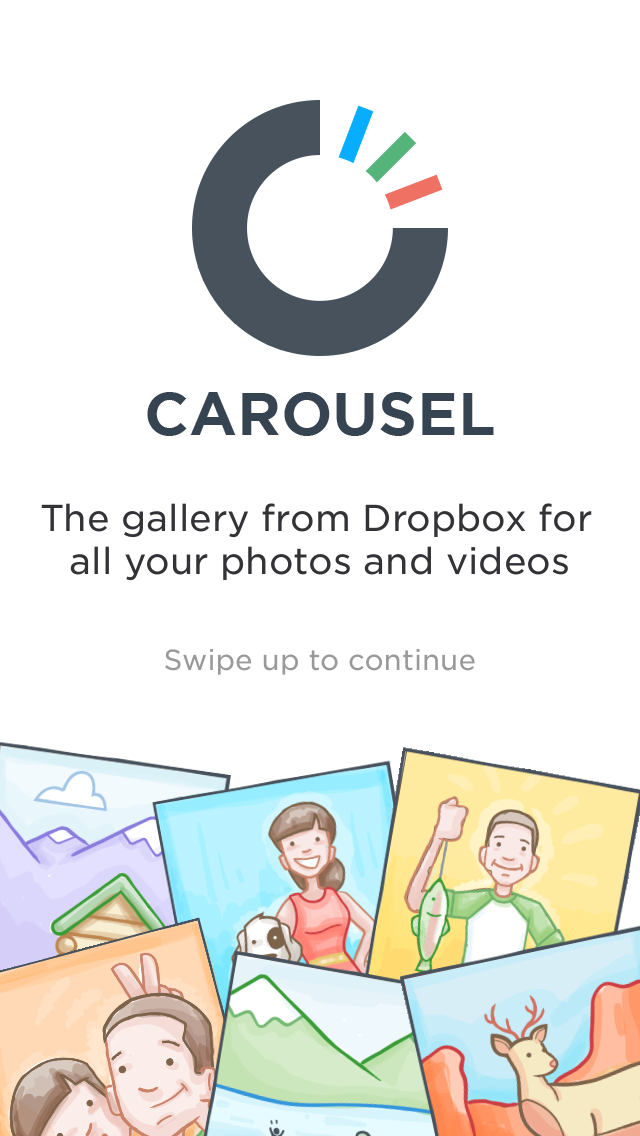 CAROUSEL
The gallery from Dropbox for
all your photos and videos
Swipe up to continue